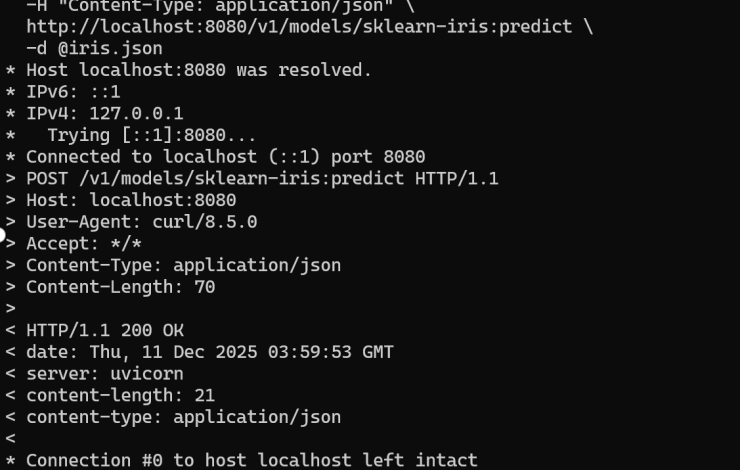 -H "Content-Type: application/json" \
http://localhost:8080/v1/models/sklearn-iris:predict \
-d @iris.json
* Host localhost:8080 was resolved.
* IPv6: ::1
* IPv4: 127.0.0.1
*   Trying [::1]:8080...
* Connected to localhost (::1) port 8080
> POST /v1/models/sklearn-iris:predict HTTP/1.1
> Host: localhost:8080
> User-Agent: curl/8.5.0
> Accept: */*
> Content-Type: application/json
> Content-Length: 70
>
< HTTP/1.1 200 OK
< date: Thu, 11 Dec 2025 03:59:53 GMT
< server: uvicorn
< content-length: 21
< content-type: application/json
<
* Connection #0 to host localhost left intact